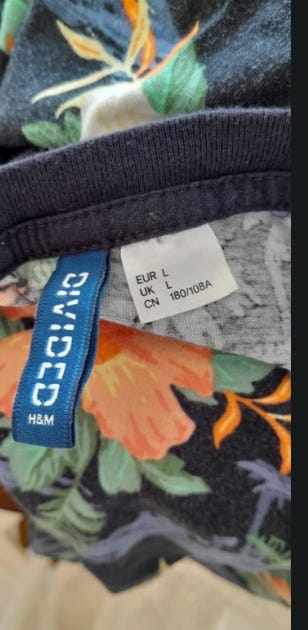 DIVIDED
H&M
EUR L
UK L
CN 180/108A